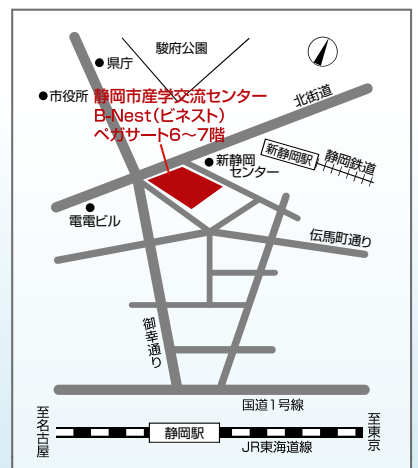 駿府公園
県庁
市役所
静岡市産学交流センター
B-Nest（ビネスト）
ペガサート6〜7階
北街道
新静岡
センター
新静岡駅
静岡鉄道
電電ビル
伝馬町通り
御幸通り
国道1号線
至名古屋
静岡駅
JR東海道線
至東京